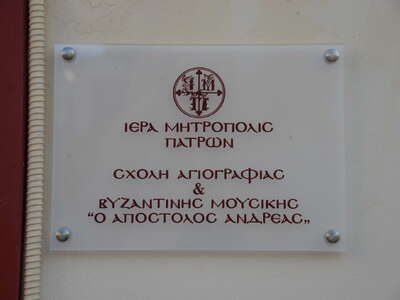 ΙΕΡΑ ΜΗΤΡΟΠΟΛΙΣ
ΠΑΤΡΩΝ
ΣΧΟΛΗ ΑΓΙΟΓΡΑΦΙΑΣ
&
ΒΥΖΑΝΤΙΝΗΣ ΜΟΥΣΙΚΗΣ
“Ο ΑΠΟΣΤΟΛΟΣ ΑΝΔΡΕΑΣ„